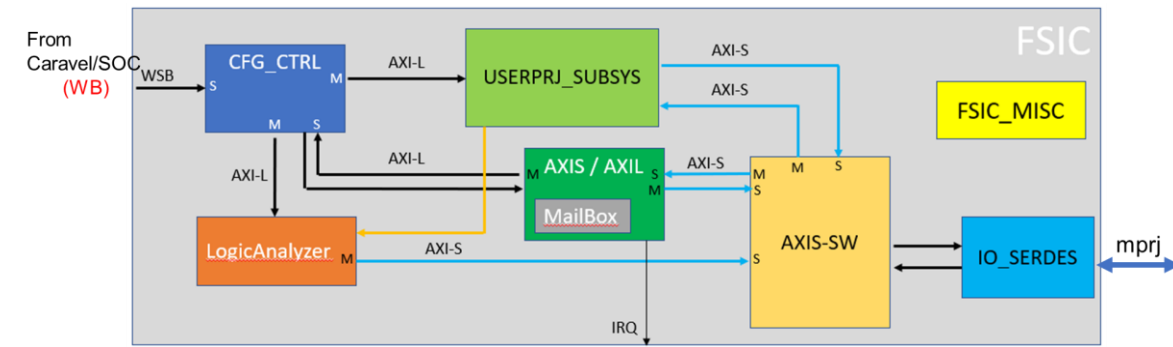 From
Caravel/SOC
(WB)
WSB
S
CFG_CTRL
M
M
S
AXI-L
USERPRJ_SUBSYS
AXI-S
AXI-S
FSIC
FSIC_MISC
AXI-L
AXI-L
M
AXIS / AXIL
S
M
MailBox
AXI-S
M
S
M
S
S
AXIS-SW
LogicAnalyzer
M
AXI-S
IO_SERDES
mprj
IRQ